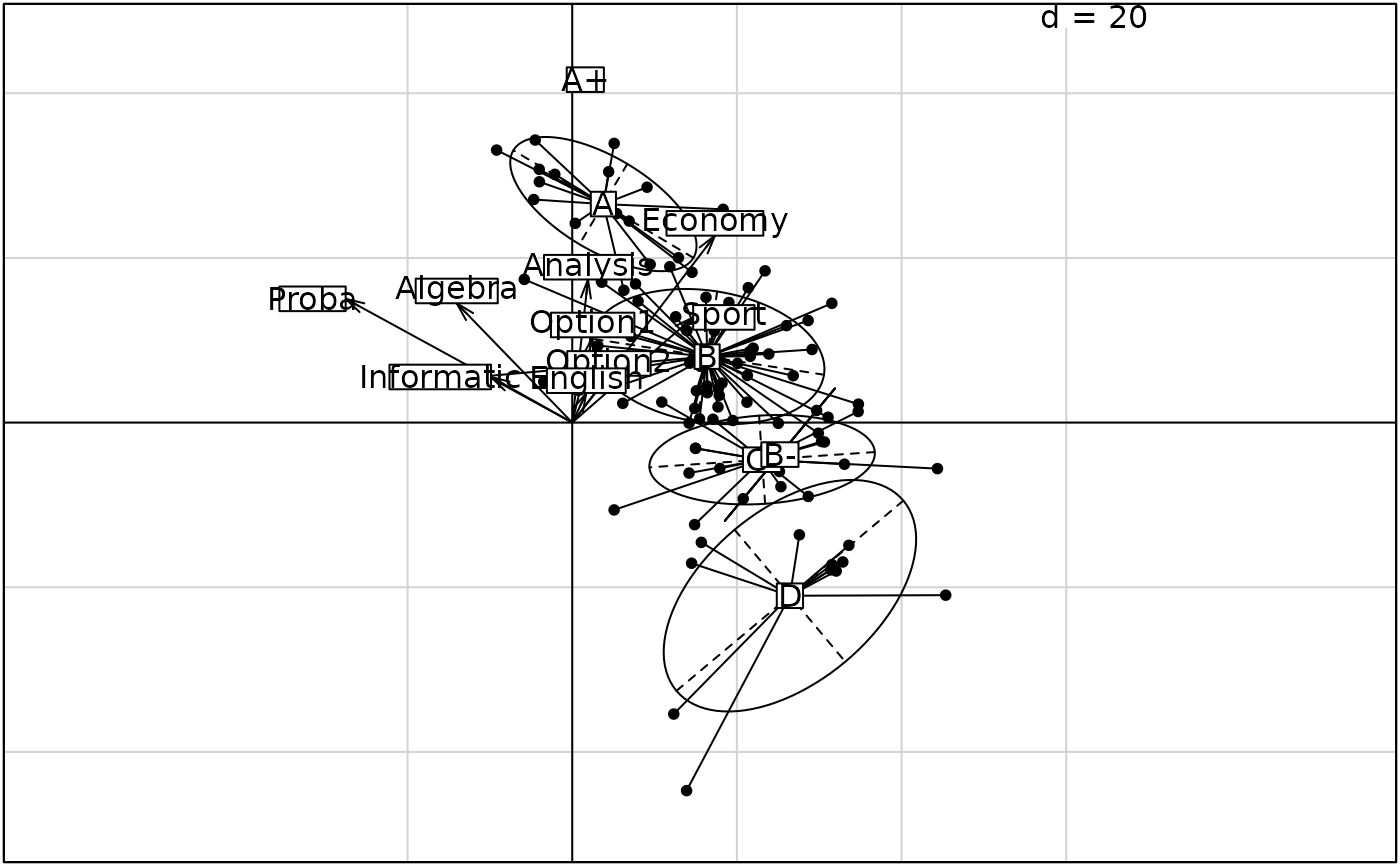 d = 20
A+
A
Economy
Analysis
Algebra
Proba
Sport
Option1
B
Option2
Informatic
English
B-
D